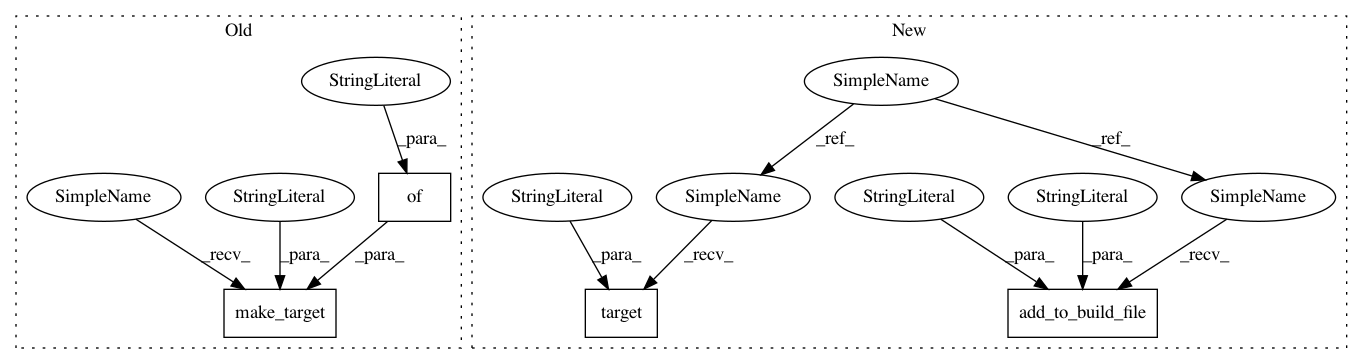 Old
New
StringLiteral
SimpleName
_para_
_ref_
_ref_
SimpleName
StringLiteral
of
StringLiteral
SimpleName
StringLiteral
StringLiteral
SimpleName
_recv_
_para_
_para_
_para_
_recv_
_para_
_para_
_recv_
make_target
target
add_to_build_file